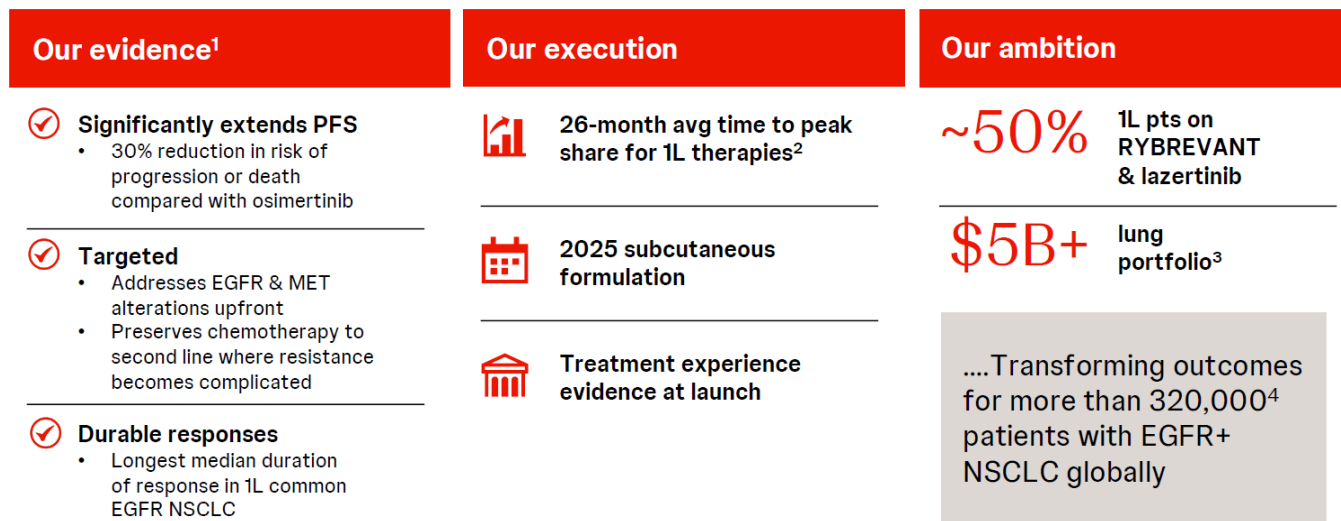 Our evidence¹
Significantly extends PFS
• 30% reduction in risk of
progression or death
compared with osimertinib
Targeted
• Addresses EGFR & MET
alterations upfront
• Preserves chemotherapy to
second line where resistance
becomes complicated
Durable responses
• Longest median duration
of response in 1L common
EGFR NSCLC
Our execution
26-month avg time to peak
share for 1L therapies²
2025 subcutaneous
formulation
Treatment experience
evidence at launch
Our ambition
~50%
1L pts on
RYBREVANT
& lazertinib
$5B+
lung
portfolio³
....Transforming outcomes
for more than 320,000⁴
patients with EGFR+
NSCLC globally